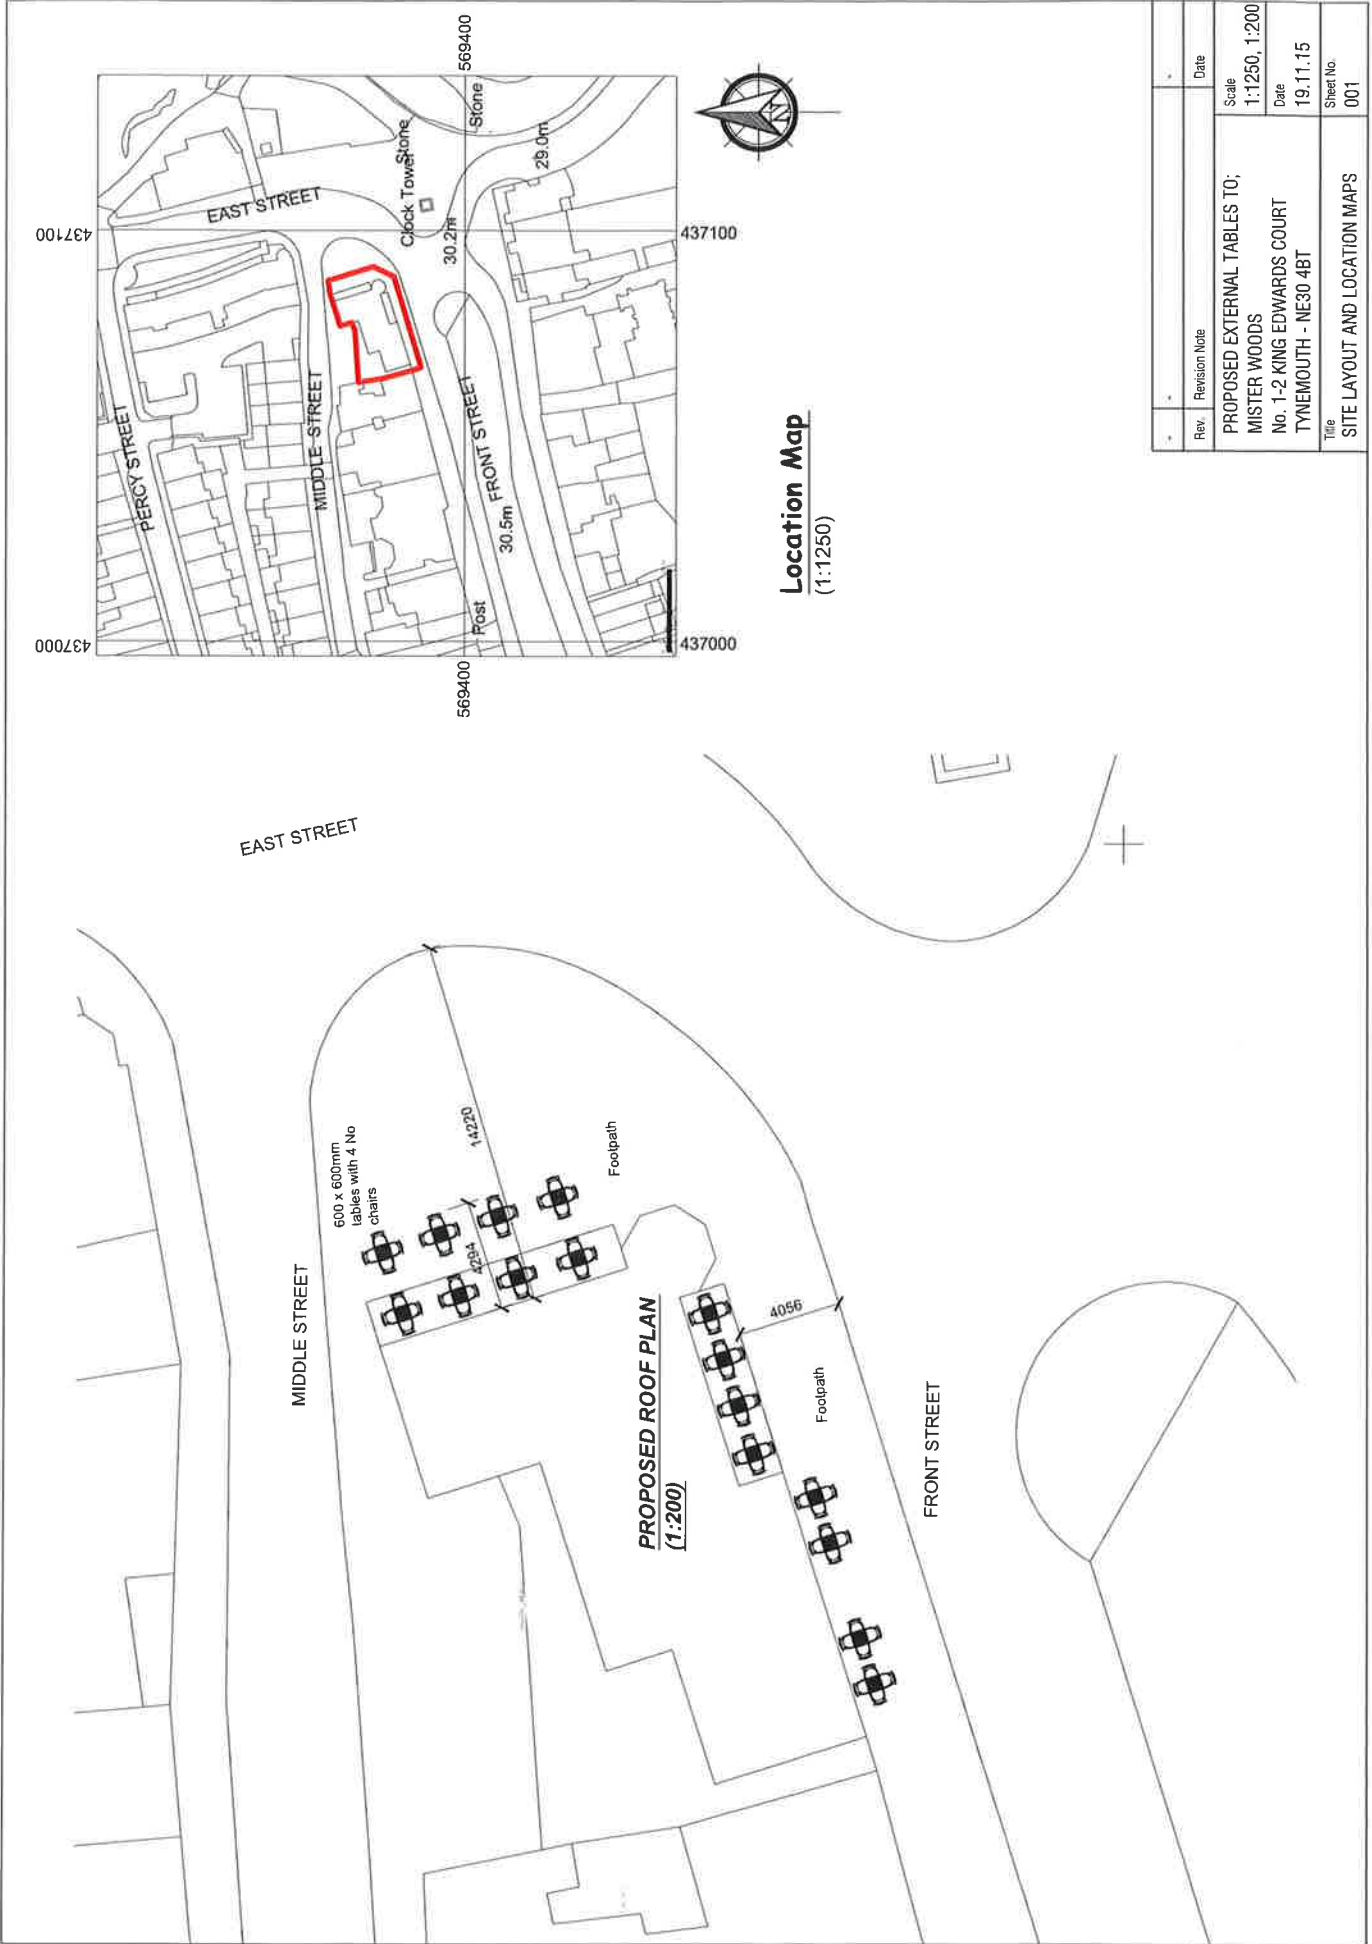 EAST STREET
MIDDLE STREET
600 x 600mm
tables with 4 No
chairs
14220
4294
Footpath
PROPOSED ROOF PLAN
(1:200)
4056
Footpath
FRONT STREET
437000
437100
569400
569400
437000
437100
PERCY STREET
EAST STREET
MIDDLE STREET
FRONT STREET
Clock Tower
Stone
Stone
29.0m
30.2m
30.5m
Post
N
Location Map
(1:1250)
-
-
-
Rev.
Revision Note
Date
PROPOSED EXTERNAL TABLES TO;
MISTER WOODS
No. 1-2 KING EDWARDS COURT
TYNEMOUTH - NE30 4BT
Scale
1:1250, 1:200
Date
19.11.15
Title
SITE LAYOUT AND LOCATION MAPS
Sheet No.
001